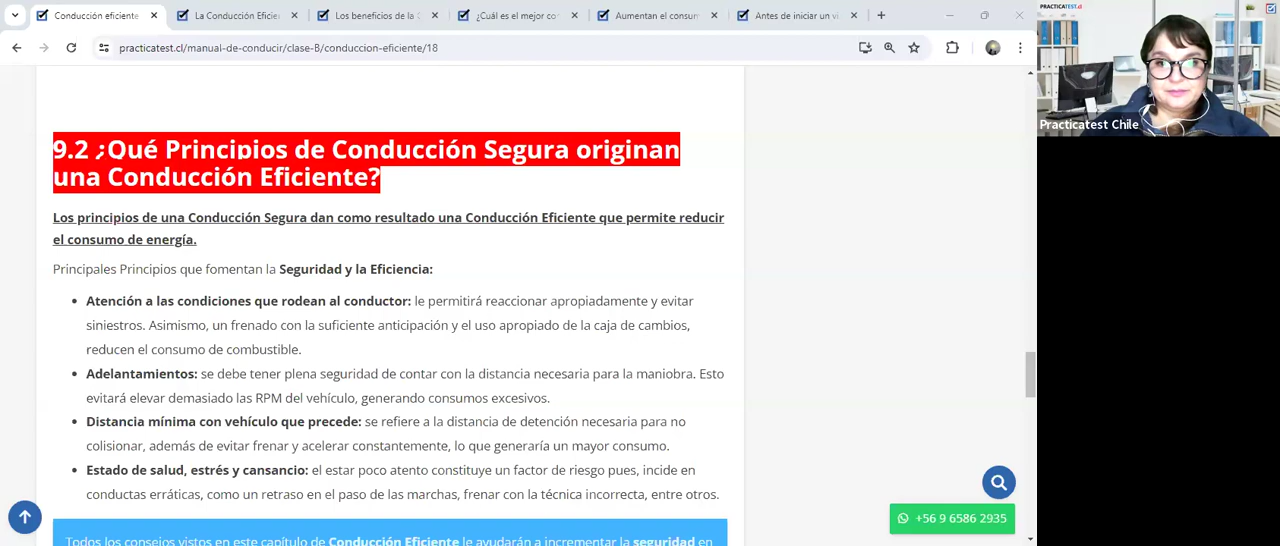 Conducción eficiente
La Conducción Eficien
Los beneficios de la C
¿Cuál es el mejor co
Aumentan el consum
Antes de iniciar un vi
practicatest.cl/manual-de-conducir/clase-B/conduccion-eficiente/18
PRACTICATEST.cl
Practicatest Chile
9.2 ¿Qué Principios de Conducción Segura originan
una Conducción Eficiente?
Los principios de una Conducción Segura dan como resultado una Conducción Eficiente que permite reducir
el consumo de energía.
Principales Principios que fomentan la Seguridad y la Eficiencia:
• Atención a las condiciones que rodean al conductor: le permitirá reaccionar apropiadamente y evitar
siniestros. Asimismo, un frenado con la suficiente anticipación y el uso apropiado de la caja de cambios,
reducen el consumo de combustible.
• Adelantamientos: se debe tener plena seguridad de contar con la distancia necesaria para la maniobra. Esto
evitará elevar demasiado las RPM del vehículo, generando consumos excesivos.
• Distancia mínima con vehículo que precede: se refiere a la distancia de detención necesaria para no
colisionar, además de evitar frenar y acelerar constantemente, lo que generaría un mayor consumo.
• Estado de salud, estrés y cansancio: el estar poco atento constituye un factor de riesgo pues, incide en
conductas erráticas, como un retraso en el paso de las marchas, frenar con la técnica incorrecta, entre otros.
+56 9 6586 2935
Todos los consejos vistos en este capítulo de Conducción Eficiente le ayudarán a incrementar la seguridad en